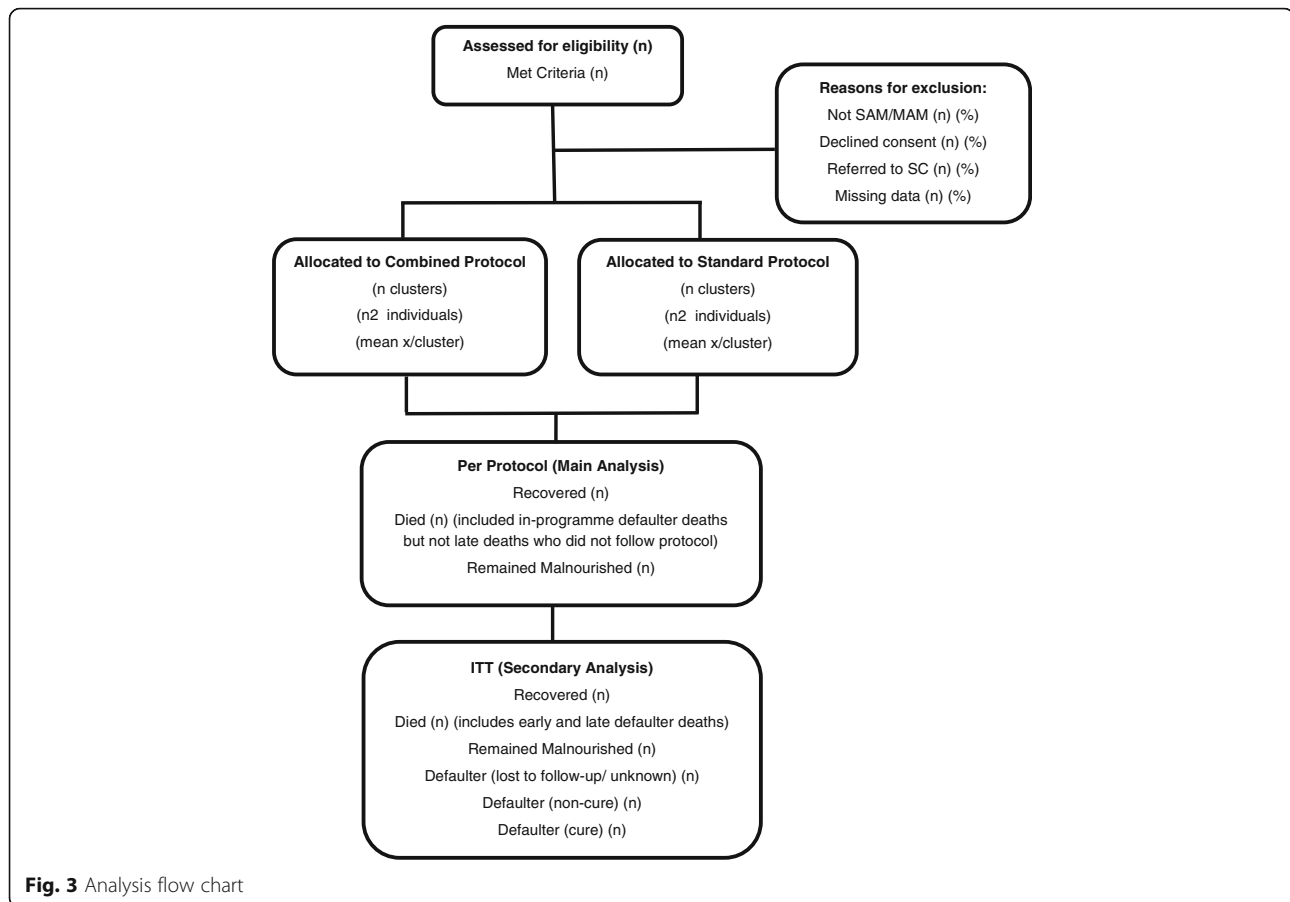 Assessed for eligibility (n)
Met Criteria (n)
Reasons for exclusion:
Not SAM/MAM (n) (%)
Declined consent (n) (%)
Referred to SC (n) (%)
Missing data (n) (%)
Allocated to Combined Protocol
(n clusters)
(n2 individuals)
(mean x/cluster)
Allocated to Standard Protocol
(n clusters)
(n2 individuals)
(mean x/cluster)
Per Protocol (Main Analysis)
Recovered (n)
Died (n) (included in-programme defaulter deaths
but not late deaths who did not follow protocol)
Remained Malnourished (n)
ITT (Secondary Analysis)
Recovered (n)
Died (n) (includes early and late defaulter deaths)
Remained Malnourished (n)
Defaulter (lost to follow-up/ unknown) (n)
Defaulter (non-cure) (n)
Defaulter (cure) (n)
Fig. 3 Analysis flow chart